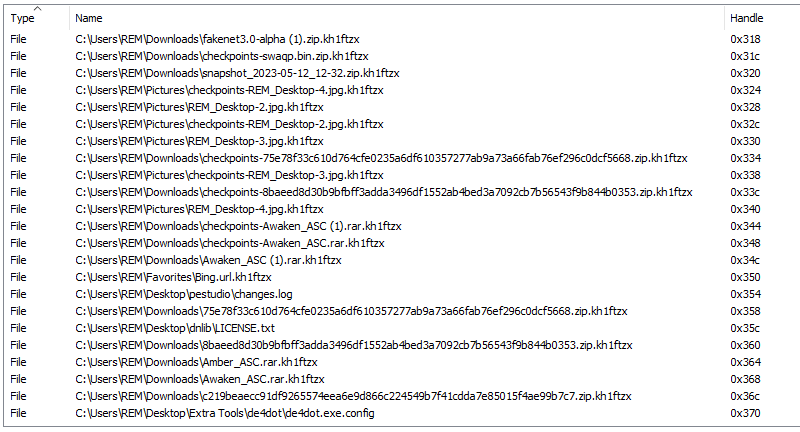 Type Name Handle
File C:\Users\REM\Downloads\fakenet3.0-alpha (1).zip.kh1ftzx 0x318
File C:\Users\REM\Downloads\checkpoints-swaqp.bin.zip.kh1ftzx 0x31c
File C:\Users\REM\Downloads\snapshot_2023-05-12_12-32.zip.kh1ftzx 0x320
File C:\Users\REM\Pictures\checkpoints-REM_Desktop-4.jpg.kh1ftzx 0x324
File C:\Users\REM\Pictures\REM_Desktop-2.jpg.kh1ftzx 0x328
File C:\Users\REM\Pictures\checkpoints-REM_Desktop-2.jpg.kh1ftzx 0x32c
File C:\Users\REM\Pictures\REM_Desktop-3.jpg.kh1ftzx 0x330
File C:\Users\REM\Downloads\checkpoints-75e78f33c610d764cfe0235a6df610357277ab9a73a66fab76ef296c0dcf5668.zip.kh1ftzx 0x334
File C:\Users\REM\Pictures\checkpoints-REM_Desktop-3.jpg.kh1ftzx 0x338
File C:\Users\REM\Downloads\checkpoints-8baeed8d30b9bfbff3adda3496df1552ab4bed3a7092cb7b56543f9b844b0353.zip.kh1ftzx 0x33c
File C:\Users\REM\Pictures\REM_Desktop-4.jpg.kh1ftzx 0x340
File C:\Users\REM\Downloads\checkpoints-Awaken_ASC (1).rar.kh1ftzx 0x344
File C:\Users\REM\Downloads\checkpoints-Awaken_ASC.rar.kh1ftzx 0x348
File C:\Users\REM\Downloads\Awaken_ASC (1).rar.kh1ftzx 0x34c
File C:\Users\REM\Favorites\Bing.url.kh1ftzx 0x350
File C:\Users\REM\Desktop\pestudio\changes.log 0x354
File C:\Users\REM\Downloads\75e78f33c610d764cfe0235a6df610357277ab9a73a66fab76ef296c0dcf5668.zip.kh1ftzx 0x358
File C:\Users\REM\Desktop\dnlib\LICENSE.txt 0x35c
File C:\Users\REM\Downloads\8baeed8d30b9bfbff3adda3496df1552ab4bed3a7092cb7b56543f9b844b0353.zip.kh1ftzx 0x360
File C:\Users\REM\Downloads\Amber_ASC.rar.kh1ftzx 0x364
File C:\Users\REM\Downloads\Awaken_ASC.rar.kh1ftzx 0x368
File C:\Users\REM\Downloads\c219beaecc91df9265574eea6e9d866c224549b7f41cdda7e85015f4ae99b7c7.zip.kh1ftzx 0x36c
File C:\Users\REM\Desktop\Extra Tools\de4dot\de4dot.exe.config 0x370